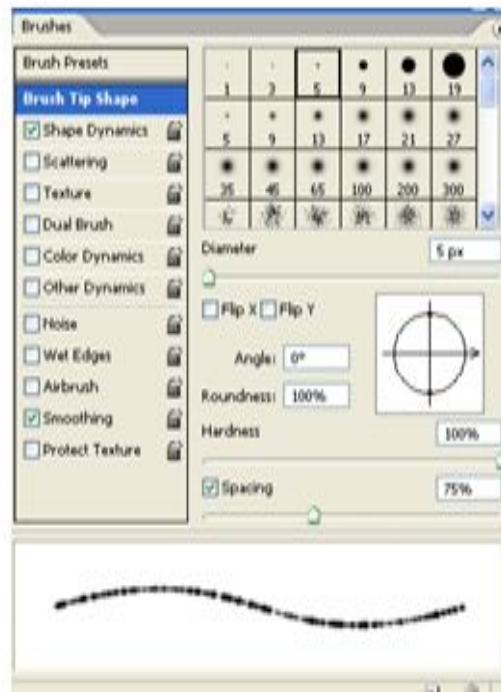 Brushes
Brush Presets
Brush Tip Shape
Shape Dynamics
Scattering
Texture
Dual Brush
Color Dynamics
Other Dynamics
Noise
Wet Edges
Airbrush
Smoothing
Protect Texture
1 3 5 9 13 19
5 9 13 17 21 27
35 45 65 100 200 300
Diameter 5 px
Flip X Flip Y
Angle: 0°
Roundness: 100%
Hardness 100%
Spacing 75%